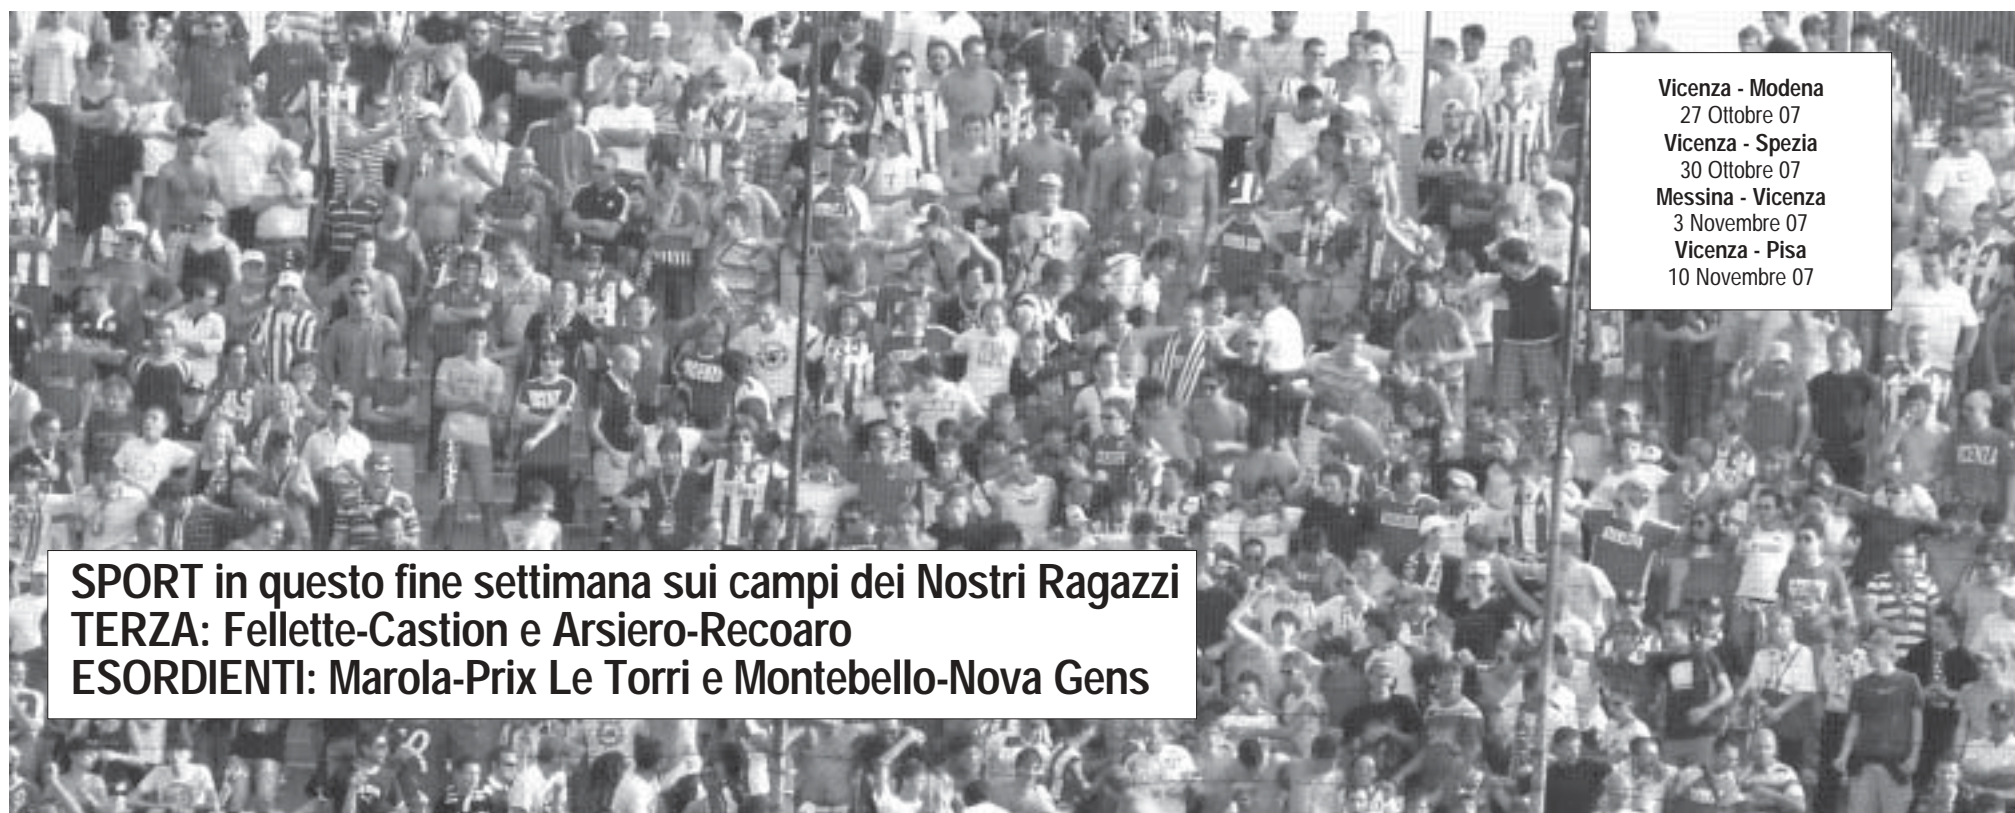 Vicenza - Modena
27 Ottobre 07
Vicenza - Spezia
30 Ottobre 07
Messina - Vicenza
3 Novembre 07
Vicenza - Pisa
10 Novembre 07
VICENZA
SPORT in questo fine settimana sui campi dei Nostri Ragazzi
TERZA: Fellette-Castion e Arsiero-Recoaro
ESORDIENTI: Marola-Prix Le Torri e Montebello-Nova Gens